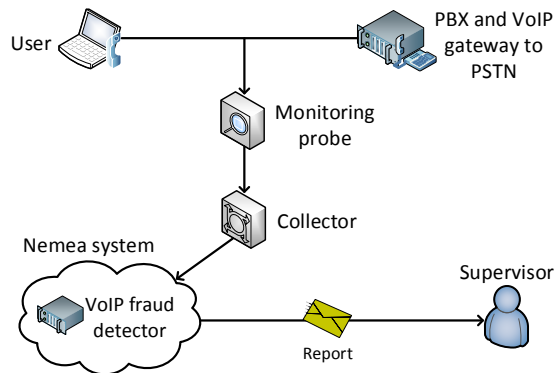 User
PBX and VoIP
gateway to
PSTN
Monitoring
probe
Collector
Nemea system
VoIP fraud
detector
Supervisor
Report